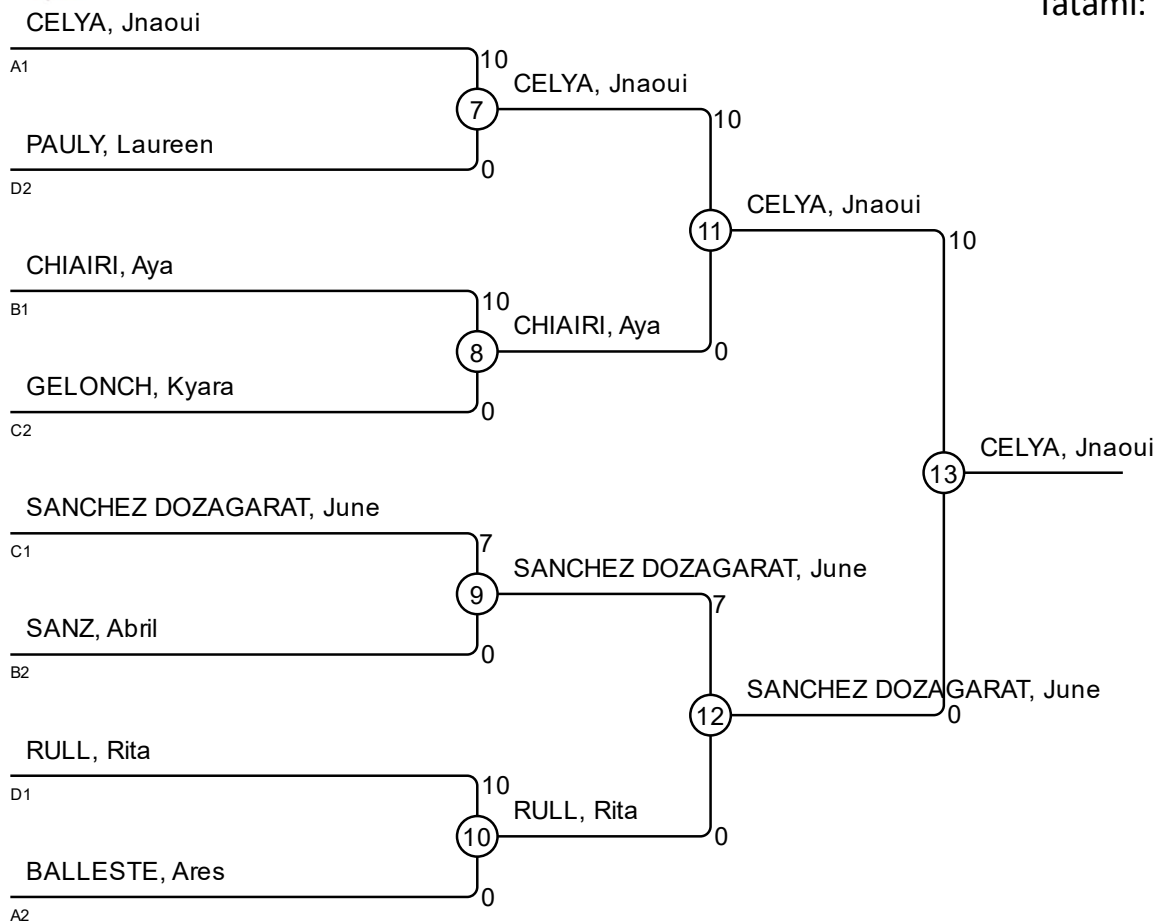 Tatami:
CELYA, Jnaoui
A1
10
7
CELYA, Jnaoui
PAULY, Laureen
D2
0
10
11
CELYA, Jnaoui
CHIAIRI, Aya
B1
10
8
CHIAIRI, Aya
0
GELONCH, Kyara
C2
0
10
13
CELYA, Jnaoui
SANCHEZ DOZAGARAT, June
C1
7
9
SANCHEZ DOZAGARAT, June
SANZ, Abril
B2
0
7
12
SANCHEZ DOZAGARAT, June
0
RULL, Rita
D1
10
10
RULL, Rita
0
BALLESTE, Ares
A2
0